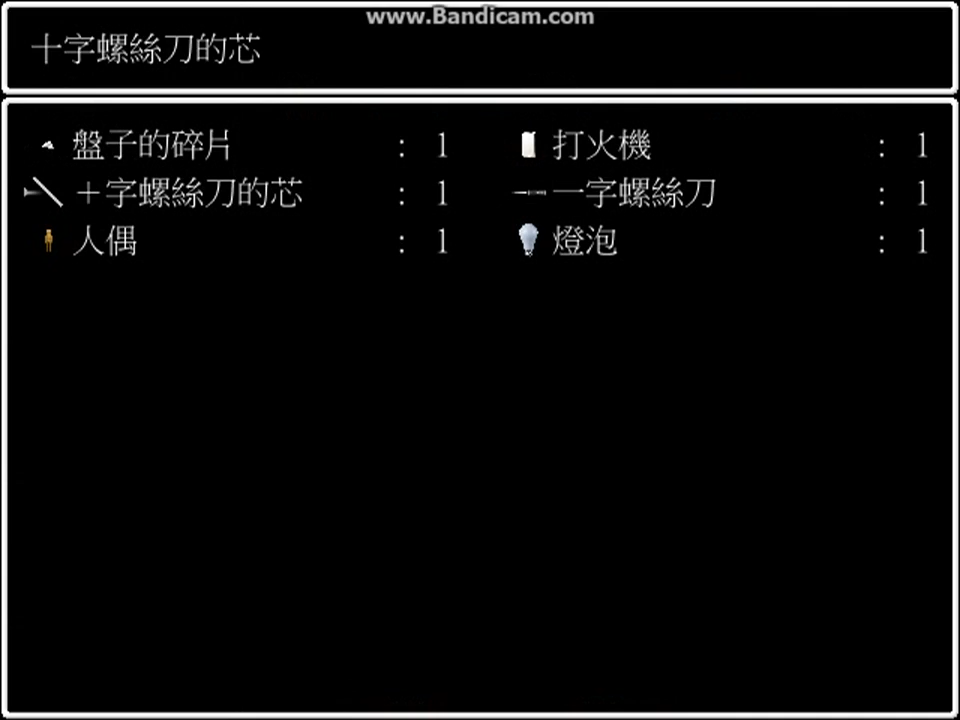 www.Bandicam.com
十字螺絲刀的芯
盤子的碎片 : 1 打火機 : 1
＋字螺絲刀的芯 : 1 一字螺絲刀 : 1
人偶 : 1 燈泡 : 1